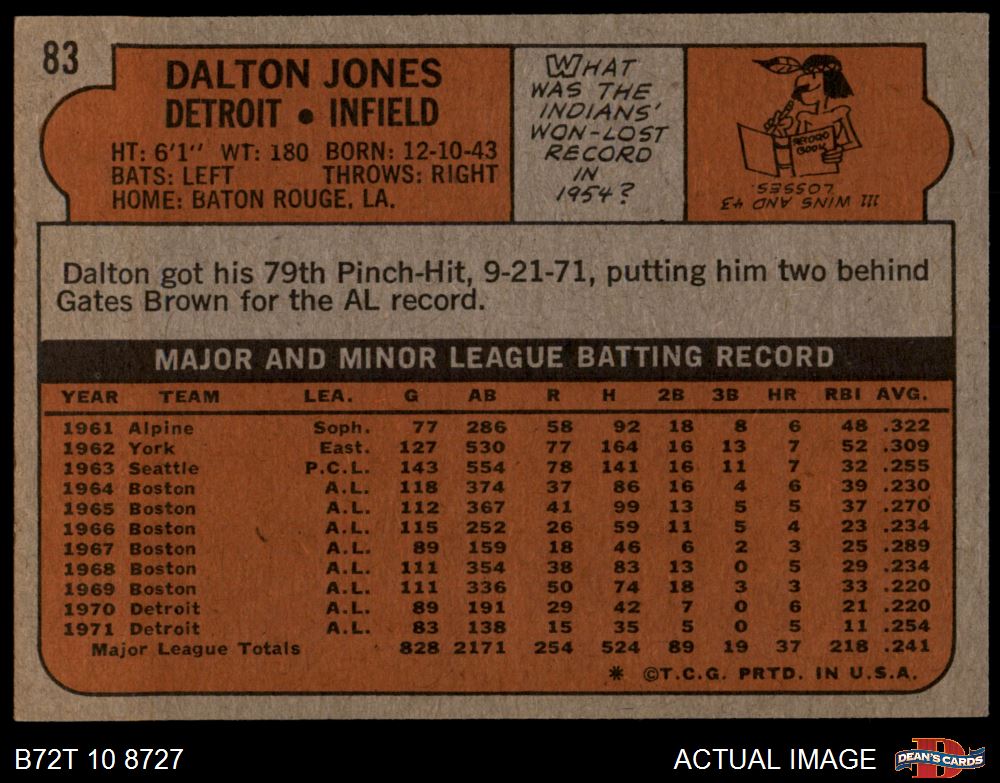 83
DALTON JONES
DETROIT • INFIELD
HT: 6'1" WT: 180 BORN: 12-10-43
BATS: LEFT THROWS: RIGHT
HOME: BATON ROUGE, LA.
WHAT
WAS THE
INDIANS'
WON-LOST
RECORD
IN
1954?
RECORD
BOOK
111 WINS AND 43
LOSSES.
Dalton got his 79th Pinch-Hit, 9-21-71, putting him two behind
Gates Brown for the AL record.
MAJOR AND MINOR LEAGUE BATTING RECORD
YEAR TEAM LEA. G AB R H 2B 3B HR RBI AVG.
1961 Alpine Soph. 77 286 58 92 18 8 6 48 .322
1962 York East. 127 530 77 164 16 13 7 52 .309
1963 Seattle P.C.L. 143 554 78 141 16 11 7 32 .255
1964 Boston A.L. 118 374 37 86 16 4 6 39 .230
1965 Boston A.L. 112 367 41 99 13 5 5 37 .270
1966 Boston A.L. 115 252 26 59 11 5 4 23 .234
1967 Boston A.L. 89 159 18 46 6 2 3 25 .289
1968 Boston A.L. 111 354 38 83 13 0 5 29 .234
1969 Boston A.L. 111 336 50 74 18 3 3 33 .220
1970 Detroit A.L. 89 191 29 42 7 0 6 21 .220
1971 Detroit A.L. 83 138 15 35 5 0 5 11 .254
Major League Totals 828 2171 254 524 89 19 37 218 .241
* ©T.C.G. PRTD. IN U.S.A.
B72T 10 8727
ACTUAL IMAGE
D
DEAN'S CARDS